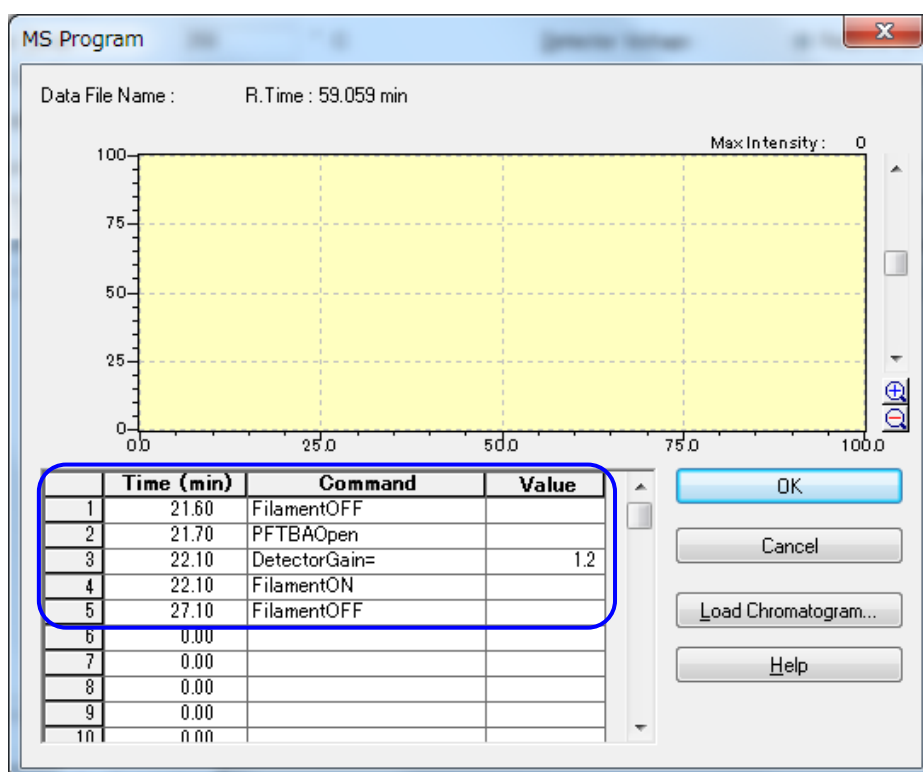 MS Program
Data File Name : R.Time : 59.059 min
Max Intensity : 0
100
75
50
25
0
0.0 25.0 50.0 75.0 100.0
Time (min) Command Value
1 21.60 FilamentOFF
2 21.70 PFTBAOpen
3 22.10 DetectorGain= 1.2
4 22.10 FilamentON
5 27.10 FilamentOFF
6 0.00
7 0.00
8 0.00
9 0.00
10 0.00
OK
Cancel
Load Chromatogram...
Help